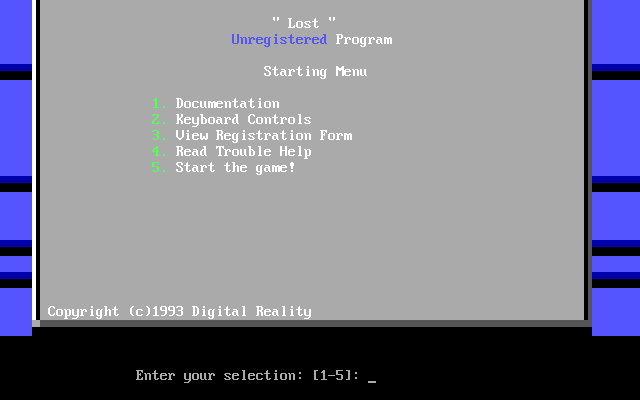 " Lost "
Unregistered Program
Starting Menu
1. Documentation
2. Keyboard Controls
3. View Registration Form
4. Read Trouble Help
5. Start the game!
Copyright (c)1993 Digital Reality
Enter your selection: [1-5]: _